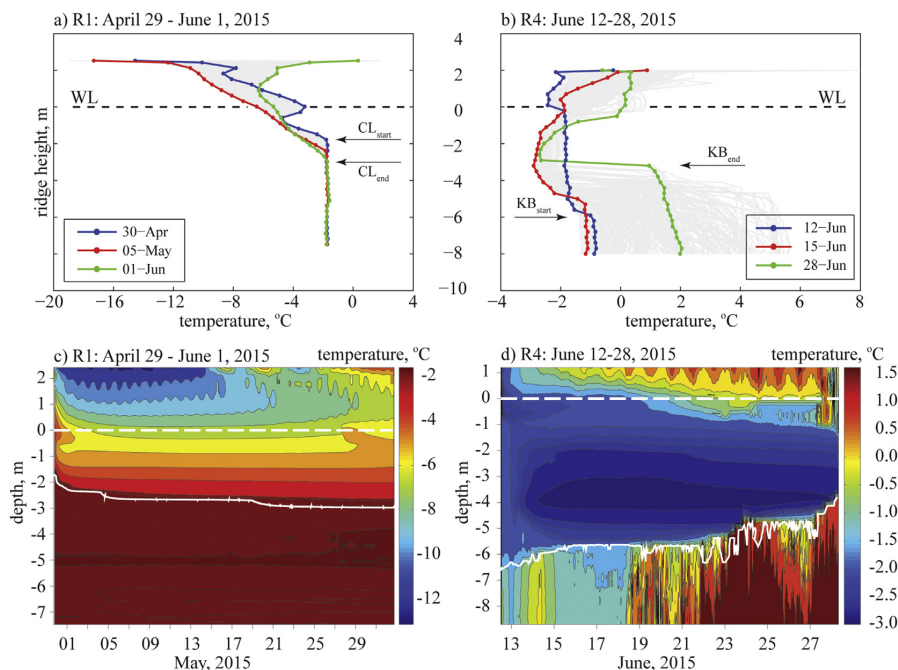 a) R1: April 29 - June 1, 2015
b) R4: June 12-28, 2015
ridge height, m
4
2
0
-2
-4
-6
-8
-10
WL
CLstart
CLend
30-Apr
05-May
01-Jun
-20 -16 -12 -8 -4 0 4
temperature, °C
WL
KBend
KBstart
12-Jun
15-Jun
28-Jun
-4 -2 0 2 4 6 8
temperature, °C
c) R1: April 29 - June 1, 2015
temperature, °C
depth, m
2
1
0
-1
-2
-3
-4
-5
-6
-7
01 05 09 13 17 21 25 29
May, 2015
-2
-4
-6
-8
-10
-12
d) R4: June 12-28, 2015
temperature, °C
depth, m
1
0
-1
-2
-3
-4
-5
-6
-7
-8
13 15 17 19 21 23 25 27
June, 2015
1.5
1.0
0.5
0.0
-0.5
-1.0
-1.5
-2.0
-2.5
-3.0